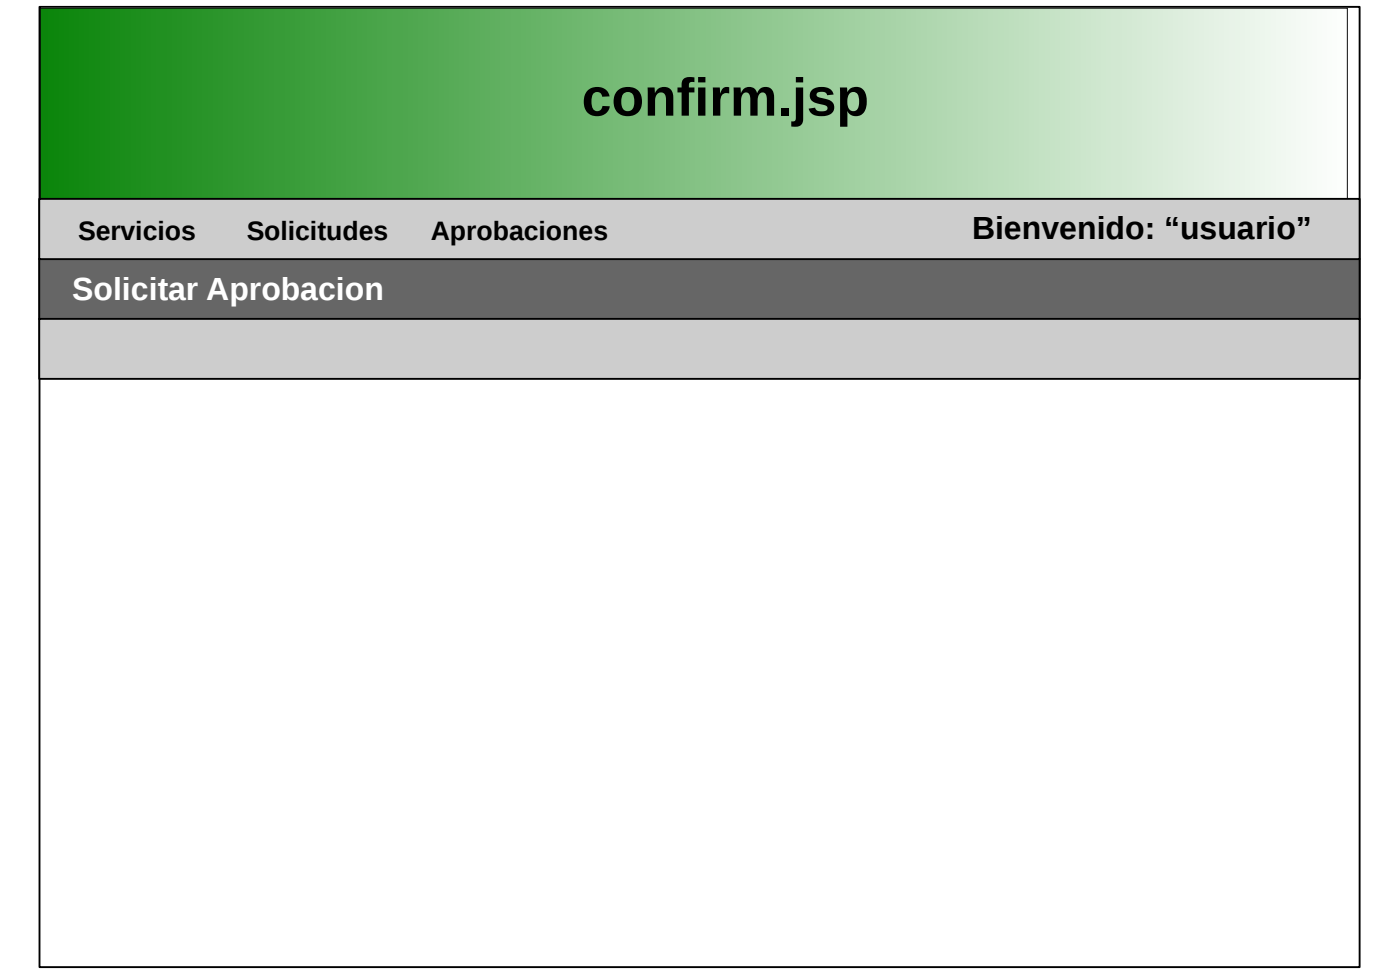 confirm.jsp
Servicios Solicitudes Aprobaciones Bienvenido: “usuario”
Solicitar Aprobacion